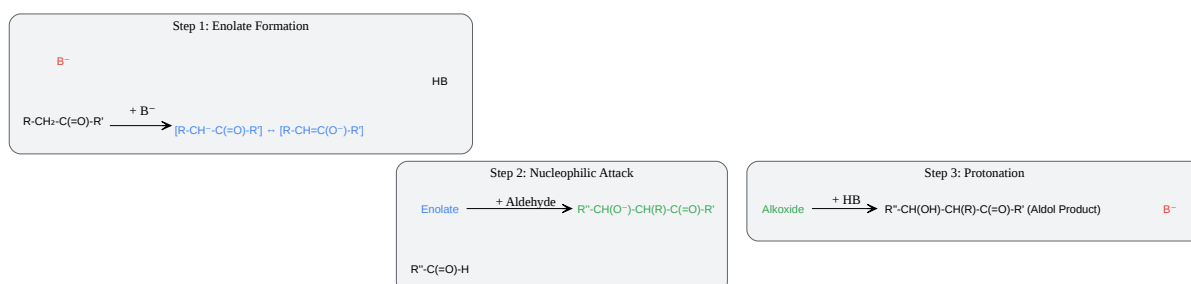 Step 1: Enolate Formation
B⁻
HB
R-CH₂-C(=O)-R'
+ B⁻
[R-CH⁻-C(=O)-R'] ↔ [R-CH=C(O⁻)-R']
Step 2: Nucleophilic Attack
Enolate
+ Aldehyde
R"-CH(O⁻)-CH(R)-C(=O)-R'
R"-C(=O)-H
Step 3: Protonation
Alkoxide
+ HB
R"-CH(OH)-CH(R)-C(=O)-R' (Aldol Product)
B⁻